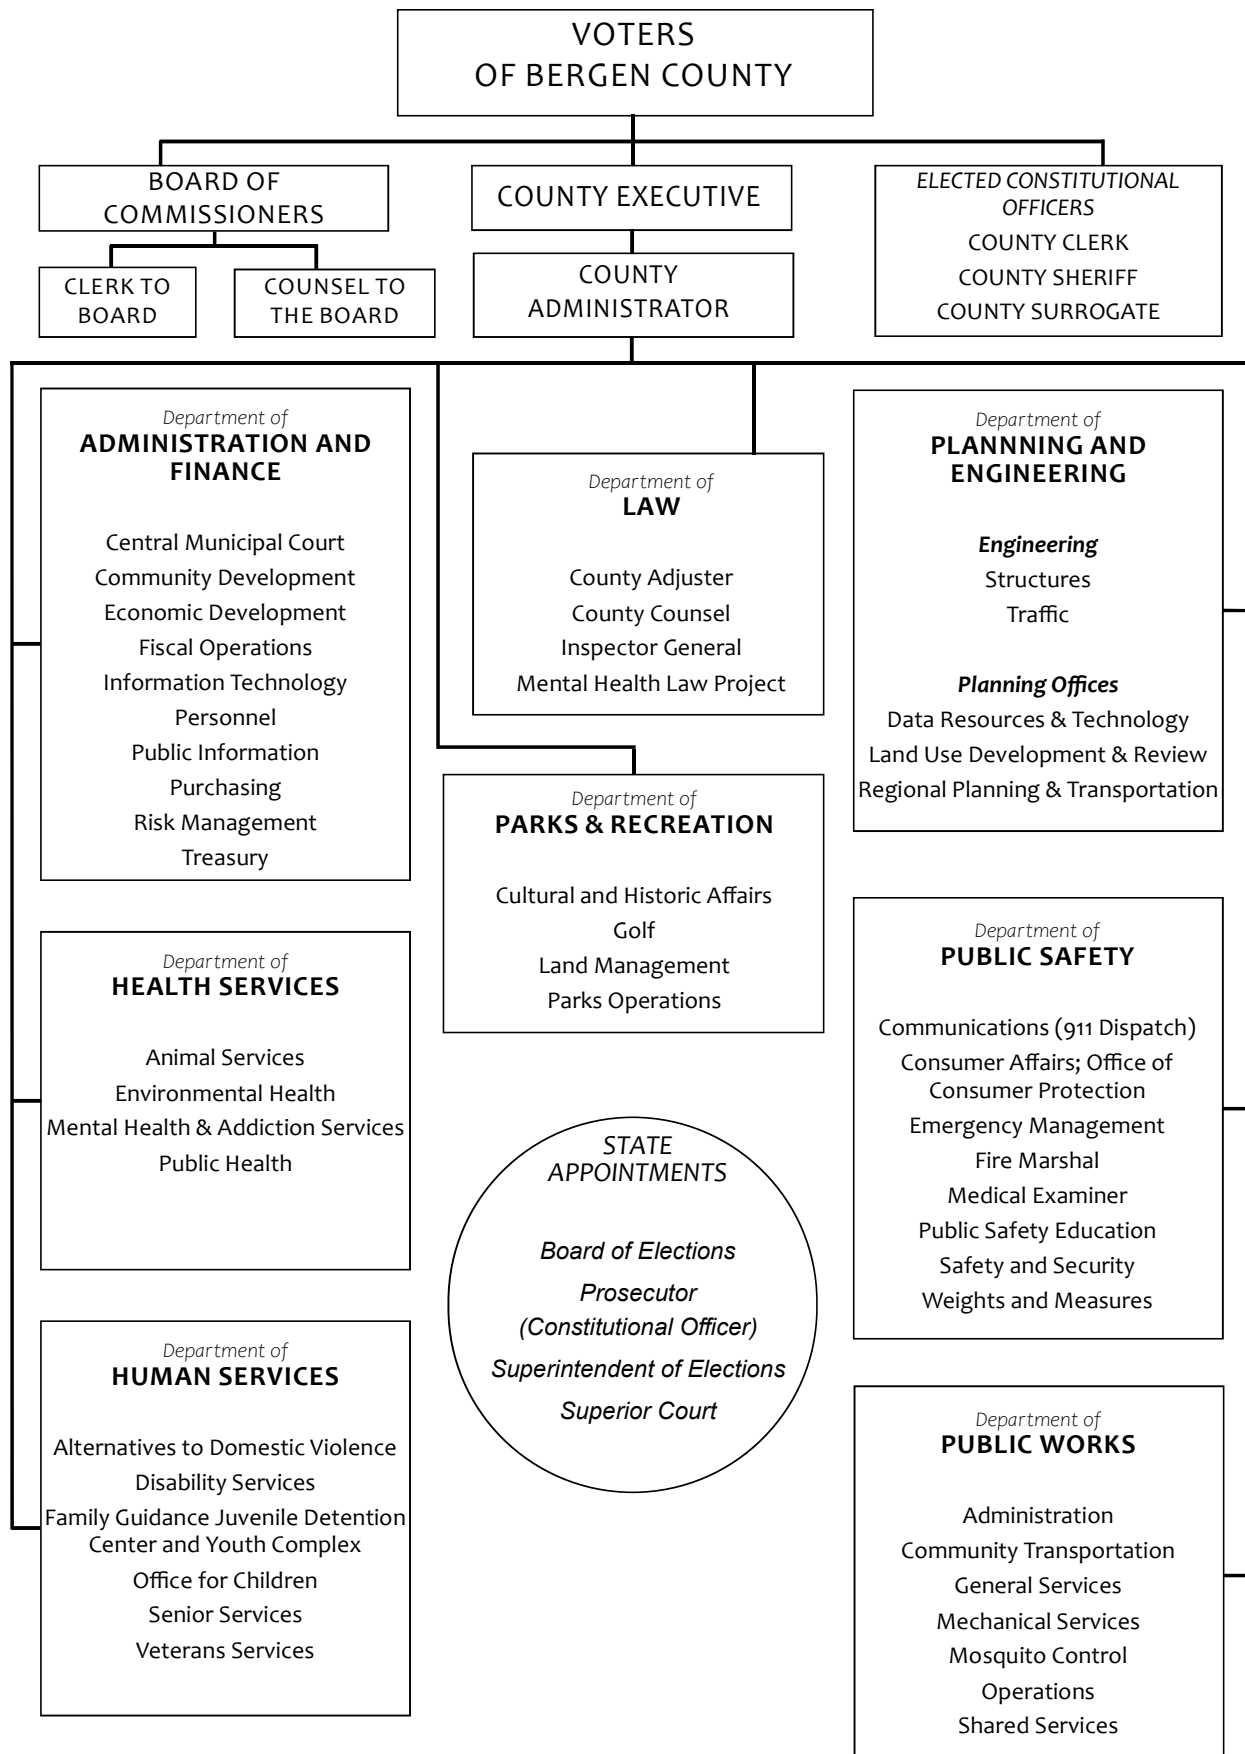 VOTERS
OF BERGEN COUNTY
BOARD OF
COMMISSIONERS
CLERK TO
BOARD
COUNSEL TO
THE BOARD
COUNTY EXECUTIVE
COUNTY
ADMINISTRATOR
ELECTED CONSTITUTIONAL
OFFICERS
COUNTY CLERK
COUNTY SHERIFF
COUNTY SURROGATE
Department of
ADMINISTRATION AND
FINANCE
Central Municipal Court
Community Development
Economic Development
Fiscal Operations
Information Technology
Personnel
Public Information
Purchasing
Risk Management
Treasury
Department of
HEALTH SERVICES
Animal Services
Environmental Health
Mental Health & Addiction Services
Public Health
Department of
HUMAN SERVICES
Alternatives to Domestic Violence
Disability Services
Family Guidance Juvenile Detention
Center and Youth Complex
Office for Children
Senior Services
Veterans Services
Department of
LAW
County Adjuster
County Counsel
Inspector General
Mental Health Law Project
Department of
PARKS & RECREATION
Cultural and Historic Affairs
Golf
Land Management
Parks Operations
STATE
APPOINTMENTS
Board of Elections
Prosecutor
(Constitutional Officer)
Superintendent of Elections
Superior Court
Department of
PLANNNING AND
ENGINEERING
Engineering
Structures
Traffic
Planning Offices
Data Resources & Technology
Land Use Development & Review
Regional Planning & Transportation
Department of
PUBLIC SAFETY
Communications (911 Dispatch)
Consumer Affairs; Office of
Consumer Protection
Emergency Management
Fire Marshal
Medical Examiner
Public Safety Education
Safety and Security
Weights and Measures
Department of
PUBLIC WORKS
Administration
Community Transportation
General Services
Mechanical Services
Mosquito Control
Operations
Shared Services